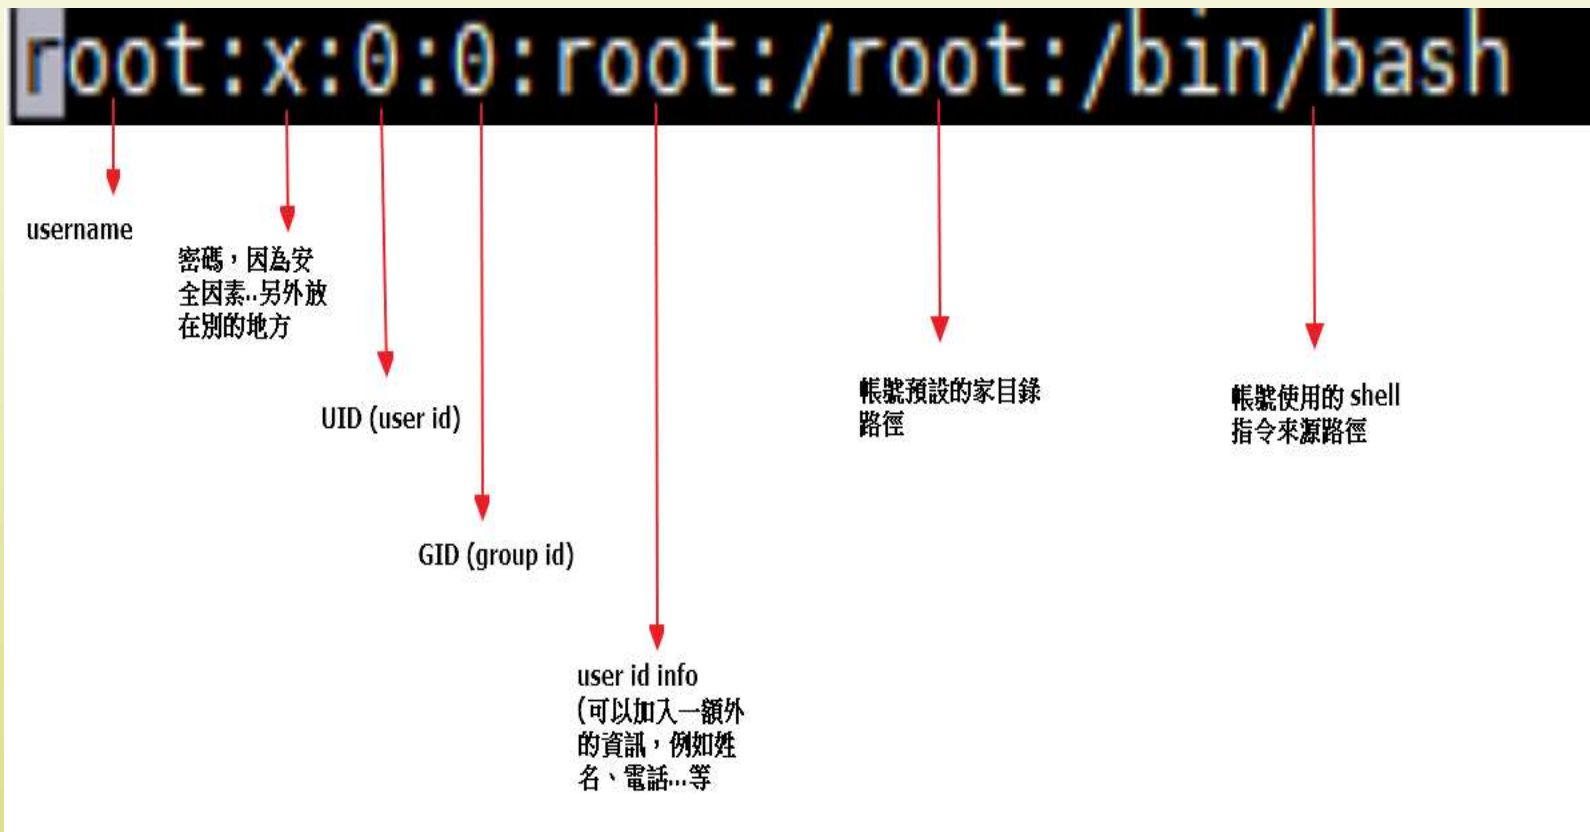 root:x:0:0:root:/root:/bin/bash
username
密碼，因為安
全因素..另外放
在別的地方
UID (user id)
GID (group id)
user id info
(可以加入一額外
的資訊，例如姓
名、電話...等
帳號預設的家目錄
路徑
帳號使用的 shell
指令來源路徑